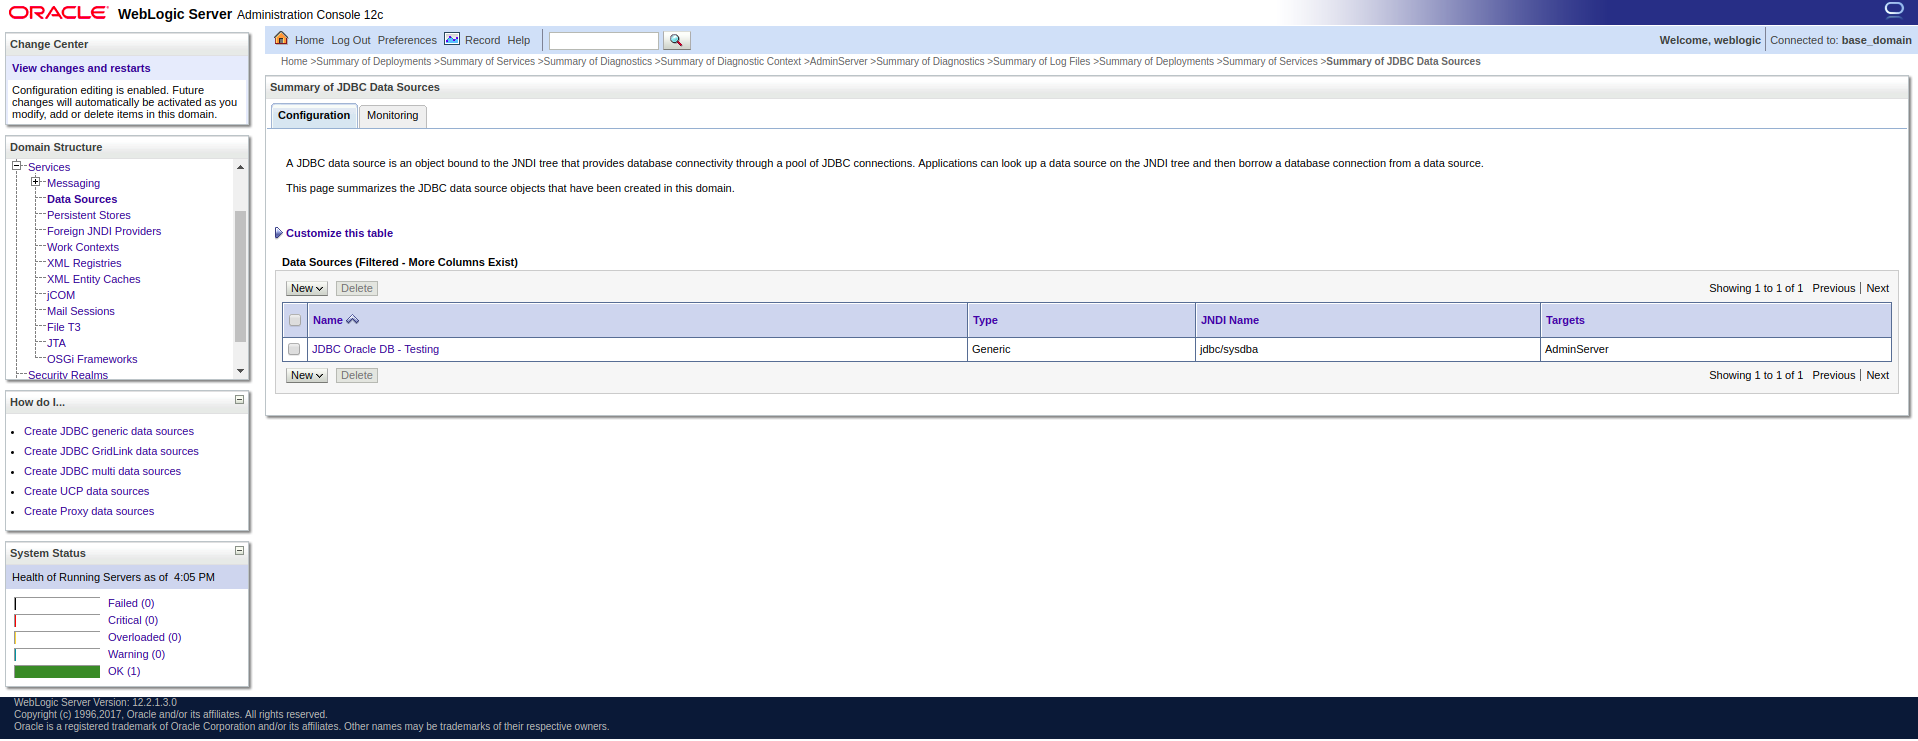 ORACLE WebLogic Server Administration Console 12c
Change Center
View changes and restarts
Configuration editing is enabled. Future
changes will automatically be activated as you
modify, add or delete items in this domain.
Domain Structure
Services
Messaging
Data Sources
Persistent Stores
Foreign JNDI Providers
Work Contexts
XML Registries
XML Entity Caches
jCOM
Mail Sessions
File T3
JTA
OSGi Frameworks
Security Realms
How do I...
Create JDBC generic data sources
Create JDBC GridLink data sources
Create JDBC multi data sources
Create UCP data sources
Create Proxy data sources
System Status
Health of Running Servers as of 4:05 PM
Failed (0)
Critical (0)
Overloaded (0)
Warning (0)
OK (1)
Home Log Out Preferences Record Help
Welcome, weblogic Connected to: base_domain
Home >Summary of Deployments >Summary of Services >Summary of Diagnostics >Summary of Diagnostic Context >AdminServer >Summary of Diagnostics >Summary of Log Files >Summary of Deployments >Summary of Services >Summary of JDBC Data Sources
Summary of JDBC Data Sources
Configuration Monitoring
A JDBC data source is an object bound to the JNDI tree that provides database connectivity through a pool of JDBC connections. Applications can look up a data source on the JNDI tree and then borrow a database connection from a data source.
This page summarizes the JDBC data source objects that have been created in this domain.
Customize this table
Data Sources (Filtered - More Columns Exist)
New Delete Showing 1 to 1 of 1 Previous | Next
Name Type JNDI Name Targets
JDBC Oracle DB - Testing Generic jdbc/sysdba AdminServer
New Delete Showing 1 to 1 of 1 Previous | Next
WebLogic Server Version: 12.2.1.3.0
Copyright (c) 1996,2017, Oracle and/or its affiliates. All rights reserved.
Oracle is a registered trademark of Oracle Corporation and/or its affiliates. Other names may be trademarks of their respective owners.